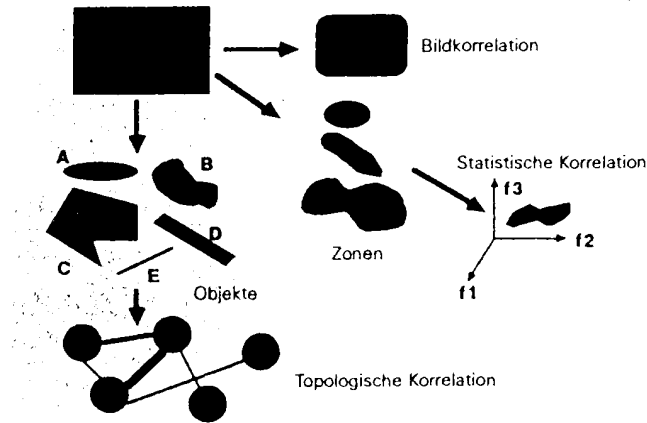 Bildkorrelation
A
B
Statistische Korrelation
f3
D
f2
Zonen
C
E
f1
Objekte
Topologische Korrelation